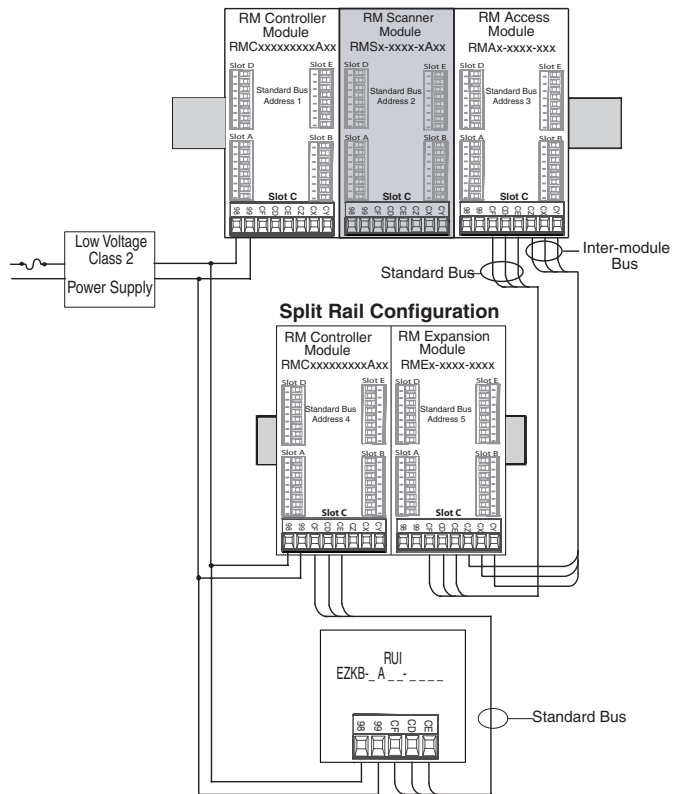 RM Controller
Module
RMCxxxxxxxxxAxx
RM Scanner
Module
RMSx-xxxx-xAxx
RM Access
Module
RMAx-xxxx-xxx
Slot D
Slot E
Standard Bus
Address 1
Slot A
Slot B
Slot C
98 99 CF CD CE CZ CX CY
Slot D
Slot E
Standard Bus
Address 2
Slot A
Slot B
Slot C
98 99 CF CD CE CZ CX CY
Slot D
Slot E
Standard Bus
Address 3
Slot A
Slot B
Slot C
98 99 CF CD CE CZ CX CY
Low Voltage
Class 2
Power Supply
Standard Bus
Inter-module
Bus
Split Rail Configuration
RM Controller
Module
RMCxxxxxxxxxAxx
RM Expansion
Module
RMEx-xxxx-xxxx
Slot D
Slot E
Standard Bus
Address 4
Slot A
Slot B
Slot C
98 99 CF CD CE CZ CX CY
Slot D
Slot E
Standard Bus
Address 5
Slot A
Slot B
Slot C
98 99 CF CD CE CZ CX CY
RUI
EZKB-_A__-____
98 99 CF CD CE
Standard Bus